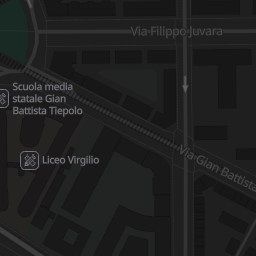 Via Filippo Juvara
Scuola media
statale Gian
Battista Tiepolo
Liceo Virgilio
Via Gian Battista